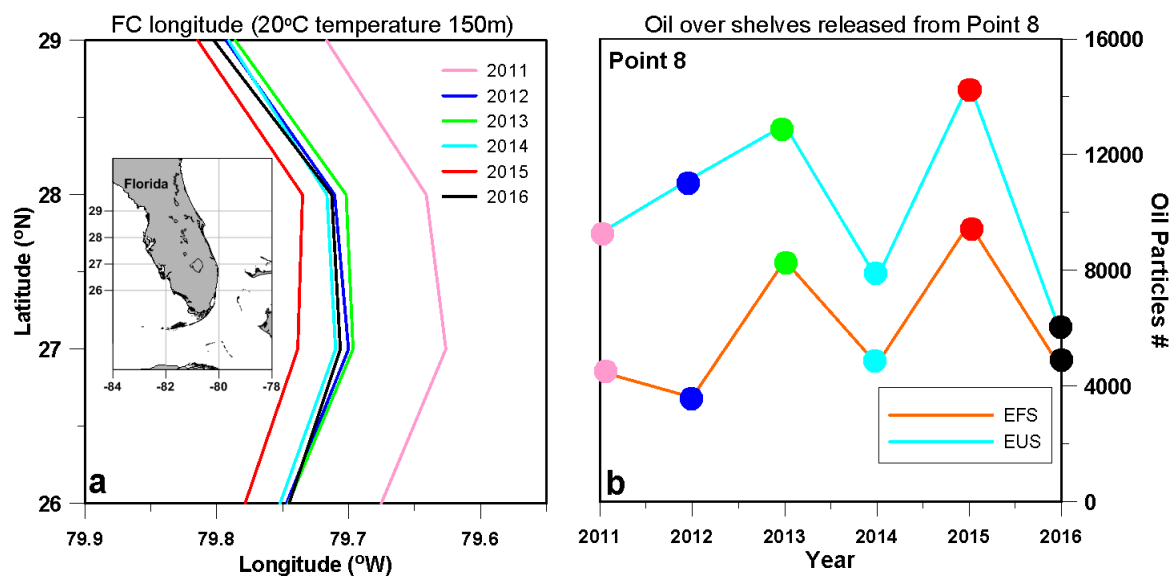 FC longitude (20ºC temperature 150m)
29
28
27
26
Latitude (ºN)
2011
2012
2013
2014
2015
2016
Florida
29
28
27
26
-84
-82
-80
-78
a
79.9
79.8
79.7
79.6
Longitude (ºW)
Oil over shelves released from Point 8
Point 8
16000
12000
8000
4000
0
Oil Particles #
EFS
EUS
b
2011
2012
2013
2014
2015
2016
Year